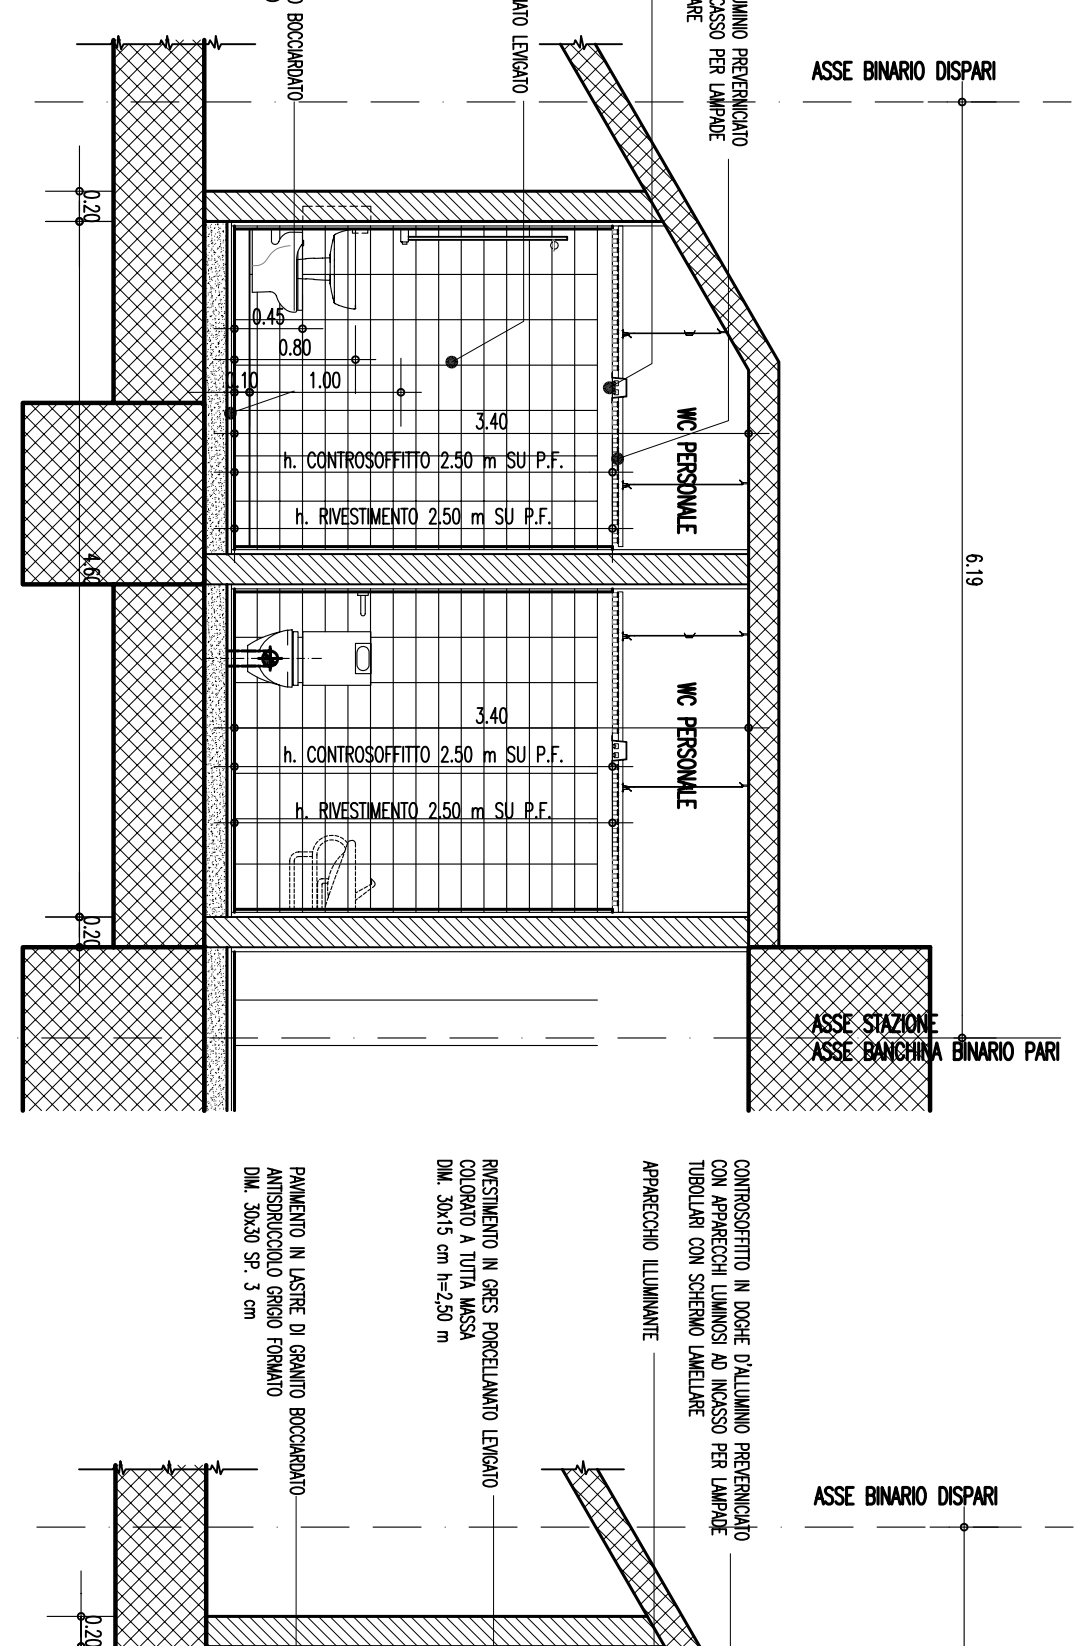 BOCCIARDATO
LEVIGATO
PREVERNICIATO
PER LAMPADE
ASSE BINARIO DISPARI
0.20
0.45
0.80
0.10
1.00
3.40
h. CONTROSOFFITTO 2.50 m SU P.F.
h. RIVESTIMENTO 2.50 m SU P.F.
WC PERSONALE
4.60
6.19
3.40
h. CONTROSOFFITTO 2.50 m SU P.F.
h. RIVESTIMENTO 2.50 m SU P.F.
WC PERSONALE
0.20
ASSE STAZIONE
ASSE BANCHINA BINARIO PARI
CONTROSOFFITTO IN DOGHE D'ALLUMINIO PREVERNICIATO
CON APPARECCHI LUMINOSI AD INCASSO PER LAMPADE
TUBOLLARI CON SCHERMO LAMELLARE
APPARECCHIO ILLUMINANTE
RIVESTIMENTO IN GRES PORCELLANATO LEVIGATO
COLORATO A TUTTA MASSA
DIM. 30x15 cm h=2,50 m
PAVIMENTO IN LASTRE DI GRANITO BOCCIARDATO
ANTISDRUCCIOLO GRIGIO FORMATO
DIM. 30x30 SP. 3 cm
ASSE BINARIO DISPARI
0.20